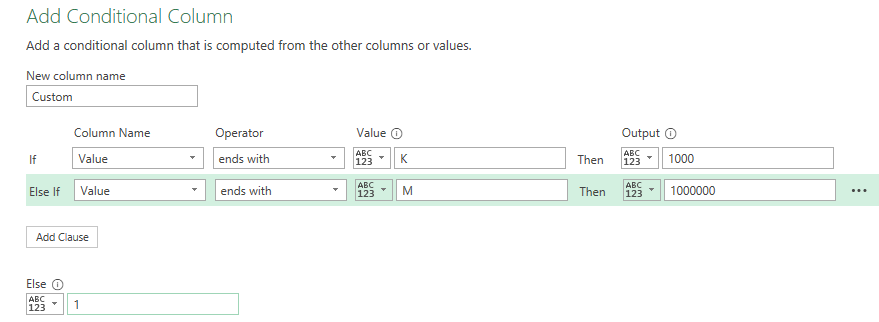 Add Conditional Column
Add a conditional column that is computed from the other columns or values.
New column name
Custom
Column Name Operator Value Output
If Value ends with ABC 123 K Then ABC 123 1000
Else If Value ends with ABC 123 M Then ABC 123 1000000 ...
Add Clause
Else
ABC 123 1